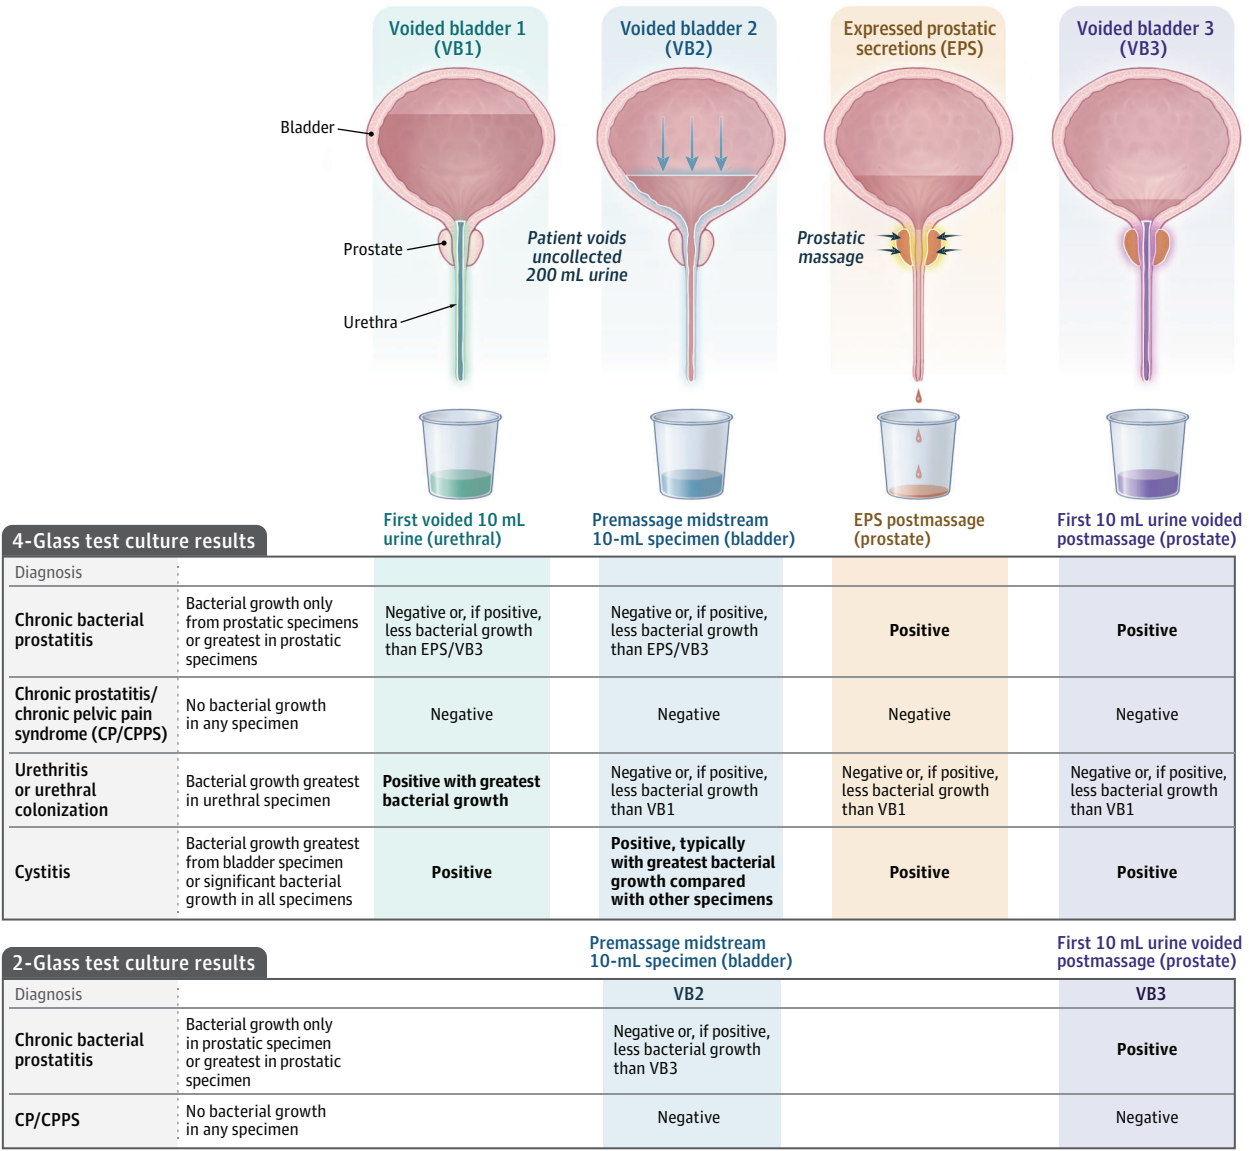 Voided bladder 1
(VB1)
Voided bladder 2
(VB2)
Expressed prostatic
secretions (EPS)
Voided bladder 3
(VB3)
Bladder
Prostate
Urethra
Patient voids
uncollected
200 mL urine
Prostatic
massage
First voided 10 mL
urine (urethral)
Premassage midstream
10-mL specimen (bladder)
EPS postmassage
(prostate)
First 10 mL urine voided
postmassage (prostate)
4-Glass test culture results
Diagnosis
Chronic bacterial
prostatitis
Bacterial growth only
from prostatic specimens
or greatest in prostatic
specimens
Negative or, if positive,
less bacterial growth
than EPS/VB3
Negative or, if positive,
less bacterial growth
than EPS/VB3
Positive
Positive
Chronic prostatitis/
chronic pelvic pain
syndrome (CP/CPPS)
No bacterial growth
in any specimen
Negative
Negative
Negative
Negative
Urethritis
or urethral
colonization
Bacterial growth greatest
in urethral specimen
Positive with greatest
bacterial growth
Negative or, if positive,
less bacterial growth
than VB1
Negative or, if positive,
less bacterial growth
than VB1
Negative or, if positive,
less bacterial growth
than VB1
Cystitis
Bacterial growth greatest
from bladder specimen
or significant bacterial
growth in all specimens
Positive
Positive, typically
with greatest bacterial
growth compared
with other specimens
Positive
Positive
2-Glass test culture results
Premassage midstream
10-mL specimen (bladder)
First 10 mL urine voided
postmassage (prostate)
Diagnosis
VB2
VB3
Chronic bacterial
prostatitis
Bacterial growth only
in prostatic specimen
or greatest in prostatic
specimen
Negative or, if positive,
less bacterial growth
than VB3
Positive
CP/CPPS
No bacterial growth
in any specimen
Negative
Negative